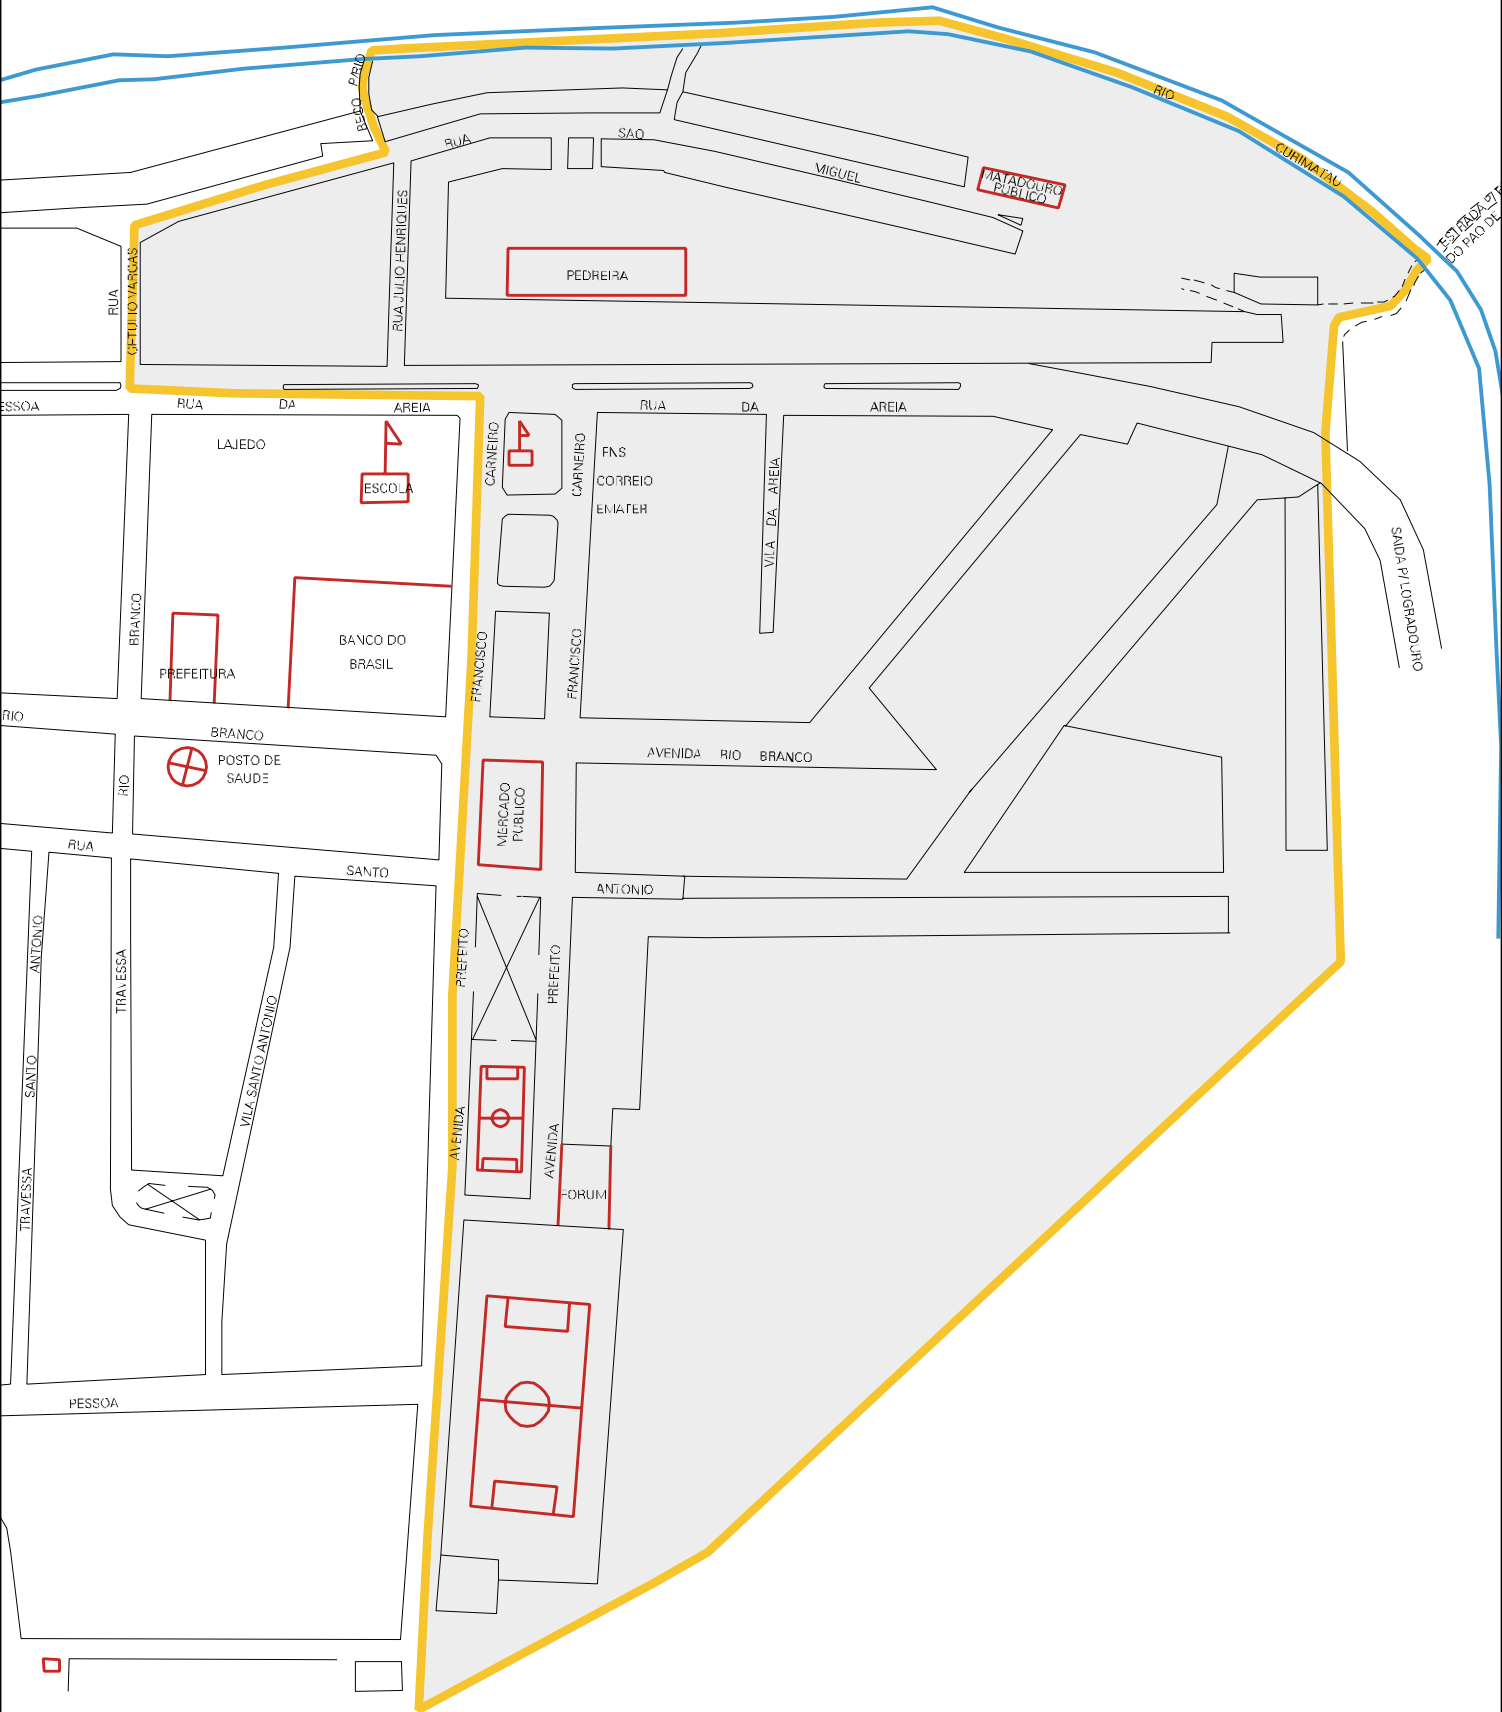 BECO P/RIO
RIO
CURIMATAU
RUA
SAO
MIGUEL
MATADOURO
PUBLICO
ESTRADA
DO PAO DE
RUA
GETULIO VARGAS
RUA JULIO HENRIQUES
PEDREIRA
ESSOA
RUA
DA
AREIA
RUA
DA
AREIA
LAJEDO
ESCOLA
CARNEIRO
CARNEIRO
FNS
CORREIO
EMATER
VILA DA AREIA
SAIDA P/ LOGRADOURO
BRANCO
PREFEITURA
BANCO DO
BRASIL
FRANCISCO
FRANCISCO
RIO
BRANCO
POSTO DE
SAUDE
RIO
AVENIDA RIO BRANCO
MERCADO
PUBLICO
RUA
SANTO
ANTONIO
ANTONIO
TRAVESSA
PREFEITO
PREFEITO
SANTO
VILA SANTO ANTONIO
AVENIDA
AVENIDA
TRAVESSA
FORUM
PESSOA